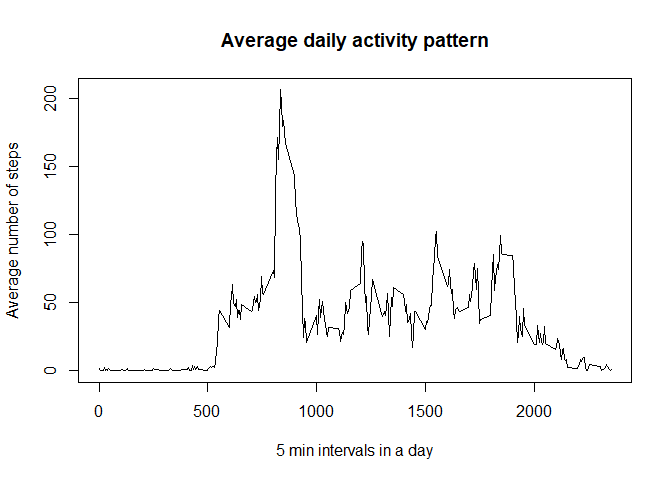 Average daily activity pattern
Average number of steps
200
150
100
50
0
0 500 1000 1500 2000
5 min intervals in a day